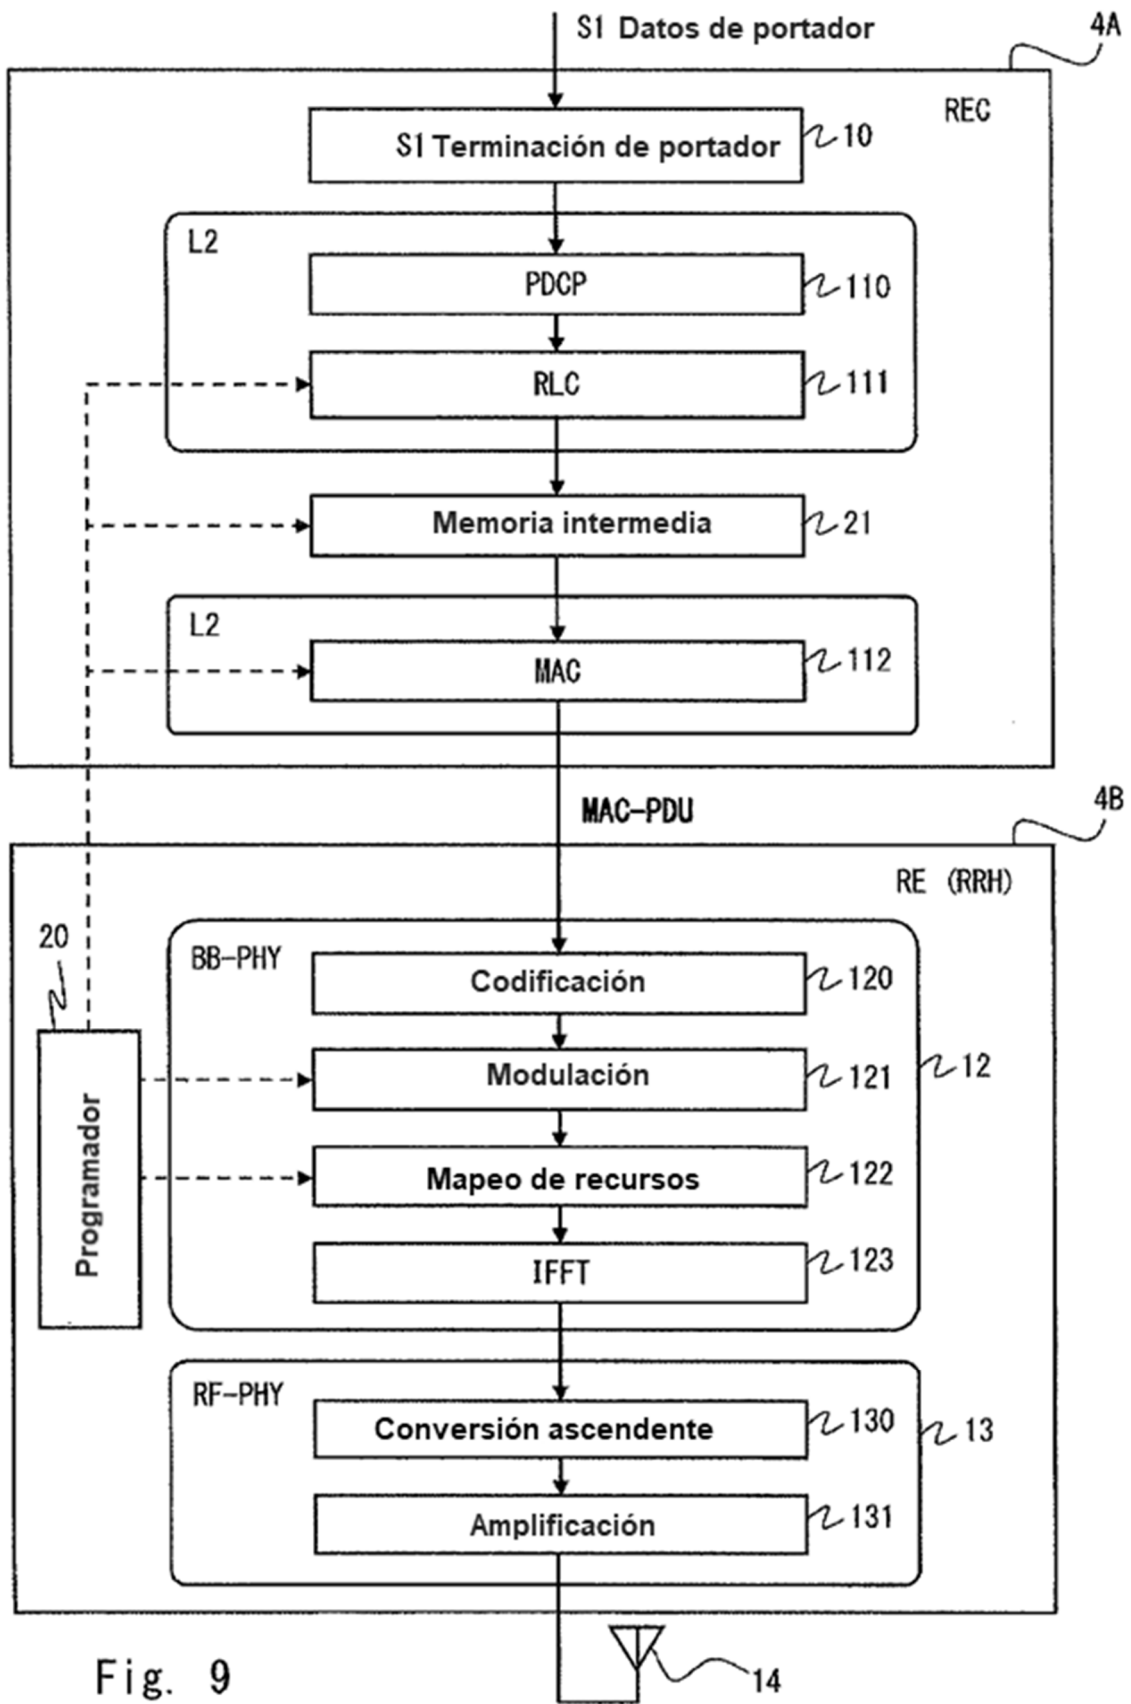 S1 Datos de portador
4A
REC
S1 Terminación de portador
10
L2
PDCP
110
RLC
111
Memoria intermedia
21
L2
MAC
112
MAC-PDU
4B
RE (RRH)
20
BB-PHY
Codificación
120
Modulación
121
12
Programador
Mapeo de recursos
122
IFFT
123
RF-PHY
Conversión ascendente
130
13
Amplificación
131
14
Fig. 9